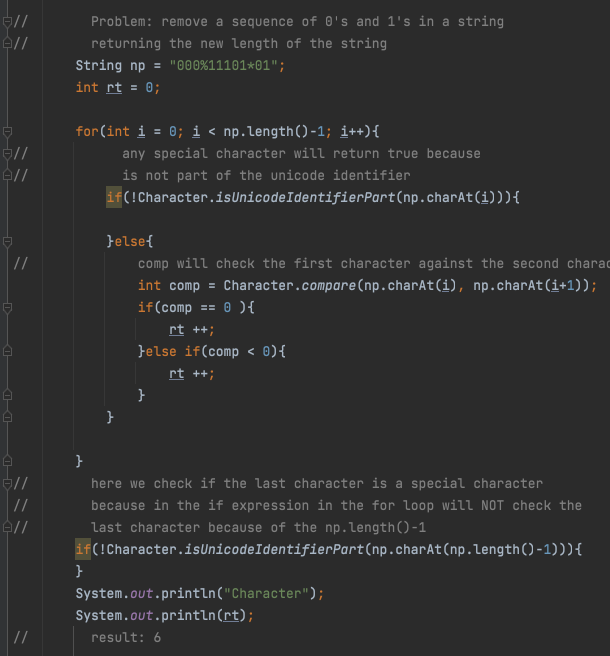 // Problem: remove a sequence of 0's and 1's in a string
// returning the new length of the string
String np = "000%11101*01";
int rt = 0;
for(int i = 0; i < np.length()-1; i++){
// any special character will return true because
// is not part of the unicode identifier
if(!Character.isUnicodeIdentifierPart(np.charAt(i))){
}else{
// comp will check the first character against the second charac
int comp = Character.compare(np.charAt(i), np.charAt(i+1));
if(comp == 0 ){
rt ++;
}else if(comp < 0){
rt ++;
}
}
}
// here we check if the last character is a special character
// because in the if expression in the for loop will NOT check the
// last character because of the np.length()-1
if(!Character.isUnicodeIdentifierPart(np.charAt(np.length()-1))){
}
System.out.println("Character");
System.out.println(rt);
// result: 6